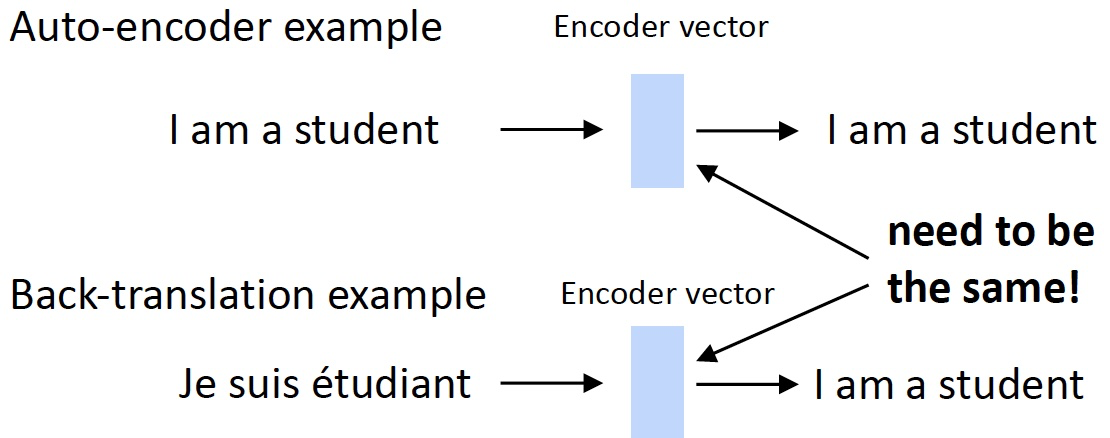 Auto-encoder example
Encoder vector
I am a student
I am a student
need to be
the same!
Back-translation example
Encoder vector
Je suis étudiant
I am a student